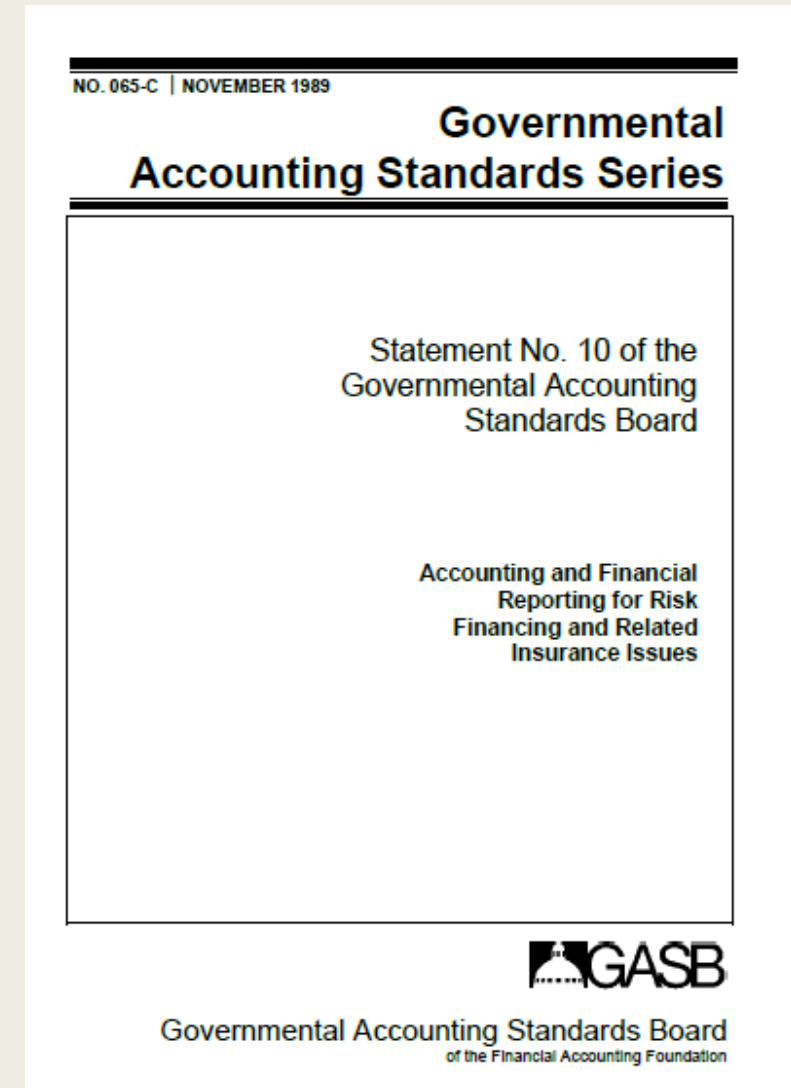 NO. 065-C | NOVEMBER 1989
Governmental
Accounting Standards Series
Statement No. 10 of the
Governmental Accounting
Standards Board
Accounting and Financial
Reporting for Risk
Financing and Related
Insurance Issues
GASB
Governmental Accounting Standards Board
of the Financial Accounting Foundation